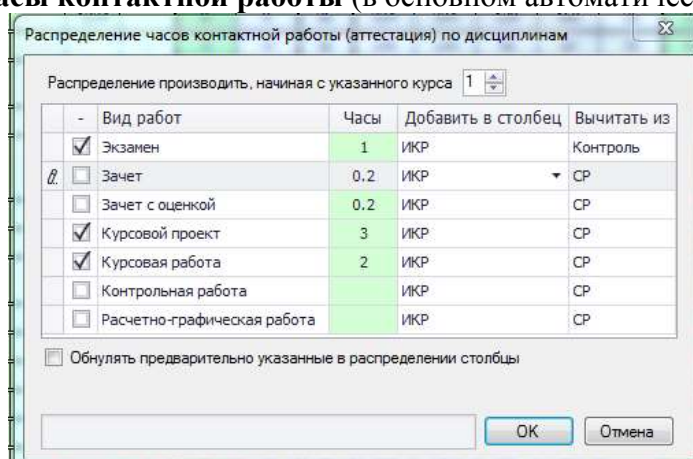 асы контактной работы (в основном автоматичес
Распределение часов контактной работы (аттестация) по дисциплинам
Распределение производить, начиная с указанного курса 1
- Вид работ Часы Добавить в столбец Вычитать из
Экзамен 1 ИКР Контроль
Зачет 0.2 ИКР СР
Зачет с оценкой 0.2 ИКР СР
Курсовой проект 3 ИКР СР
Курсовая работа 2 ИКР СР
Контрольная работа ИКР СР
Расчетно-графическая работа ИКР СР
Обнулять предварительно указанные в распределении столбцы
OK Отмена